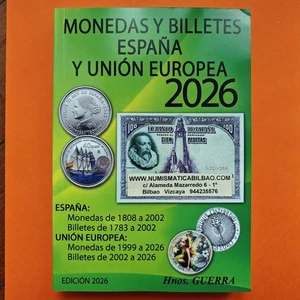 MONEDAS Y BILLETES
ESPAÑA
Y UNIÓN EUROPEA
2026
100
100
WWW.NUMISMATICABILBAO.COM
c/ Alameda Mazarredo 6 - 1º
Bilbao Vizcaya 944235576
ESPAÑA:
Monedas de 1808 a 2002
Billetes de 1783 a 2002
UNIÓN EUROPEA:
Monedas de 1999 a 2026
Billetes de 2002 a 2026
EDICIÓN 2026
Hnos. GUERRA